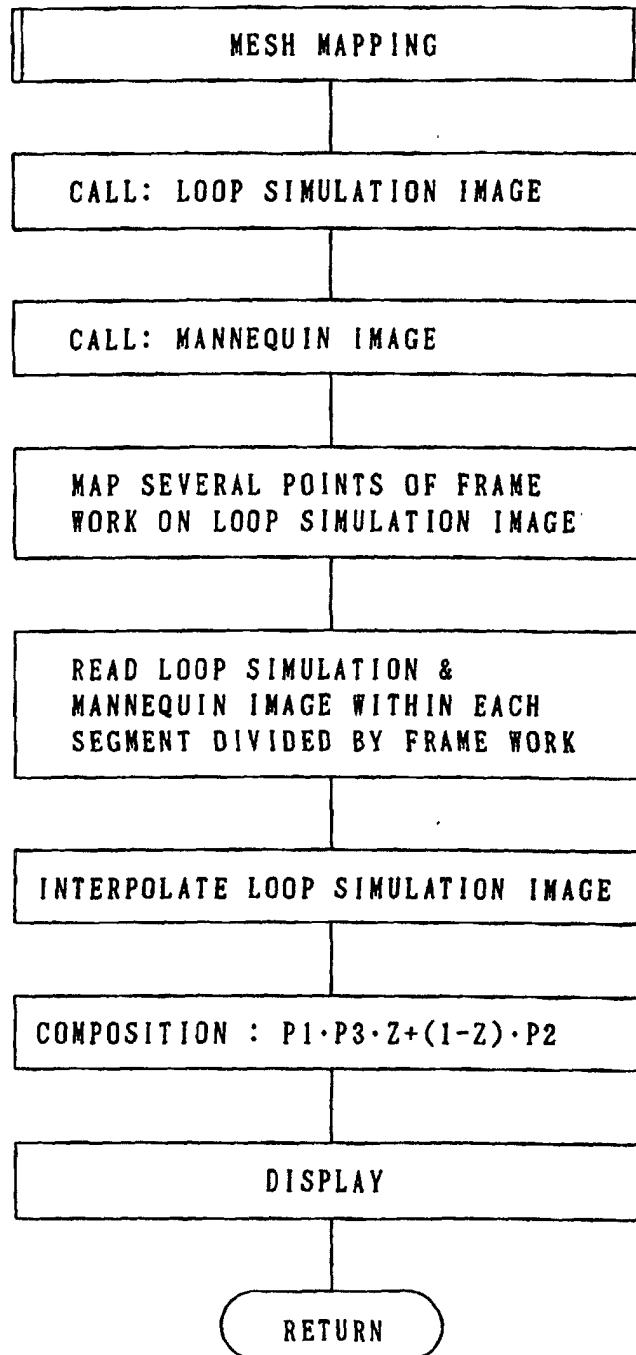 MESH MAPPING
CALL: LOOP SIMULATION IMAGE
CALL: MANNEQUIN IMAGE
MAP SEVERAL POINTS OF FRAME
WORK ON LOOP SIMULATION IMAGE
READ LOOP SIMULATION &
MANNEQUIN IMAGE WITHIN EACH
SEGMENT DIVIDED BY FRAME WORK
INTERPOLATE LOOP SIMULATION IMAGE
COMPOSITION : P1·P3·Z+(1-Z)·P2
DISPLAY
RETURN